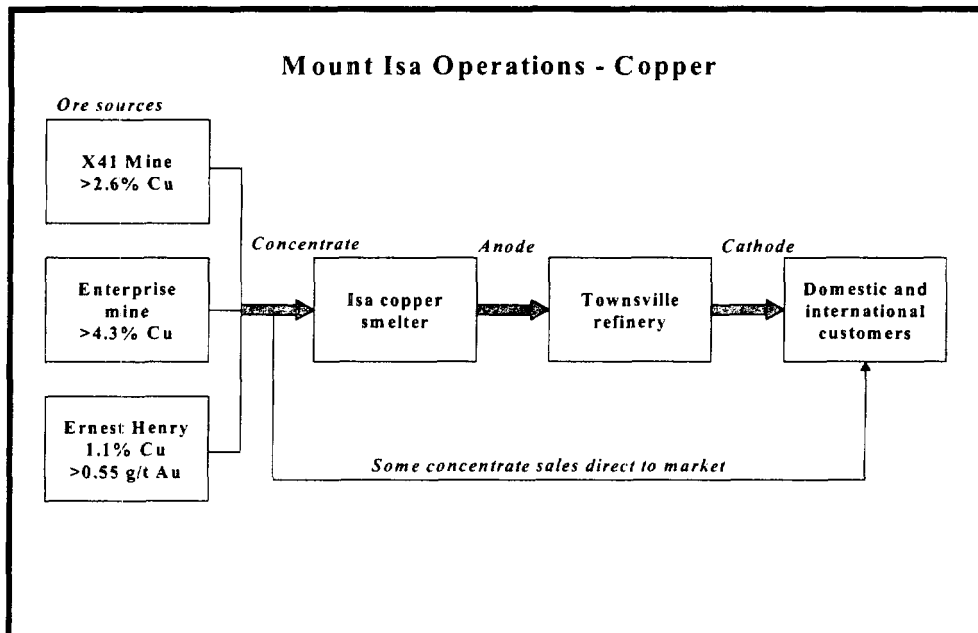 Mount Isa Operations - Copper
Ore sources
X41 Mine
>2.6% Cu
Enterprise
mine
>4.3% Cu
Ernest Henry
1.1% Cu
>0.55 g/t Au
Concentrate
Isa copper
smelter
Anode
Townsville
refinery
Cathode
Domestic and
international
customers
Some concentrate sales direct to market